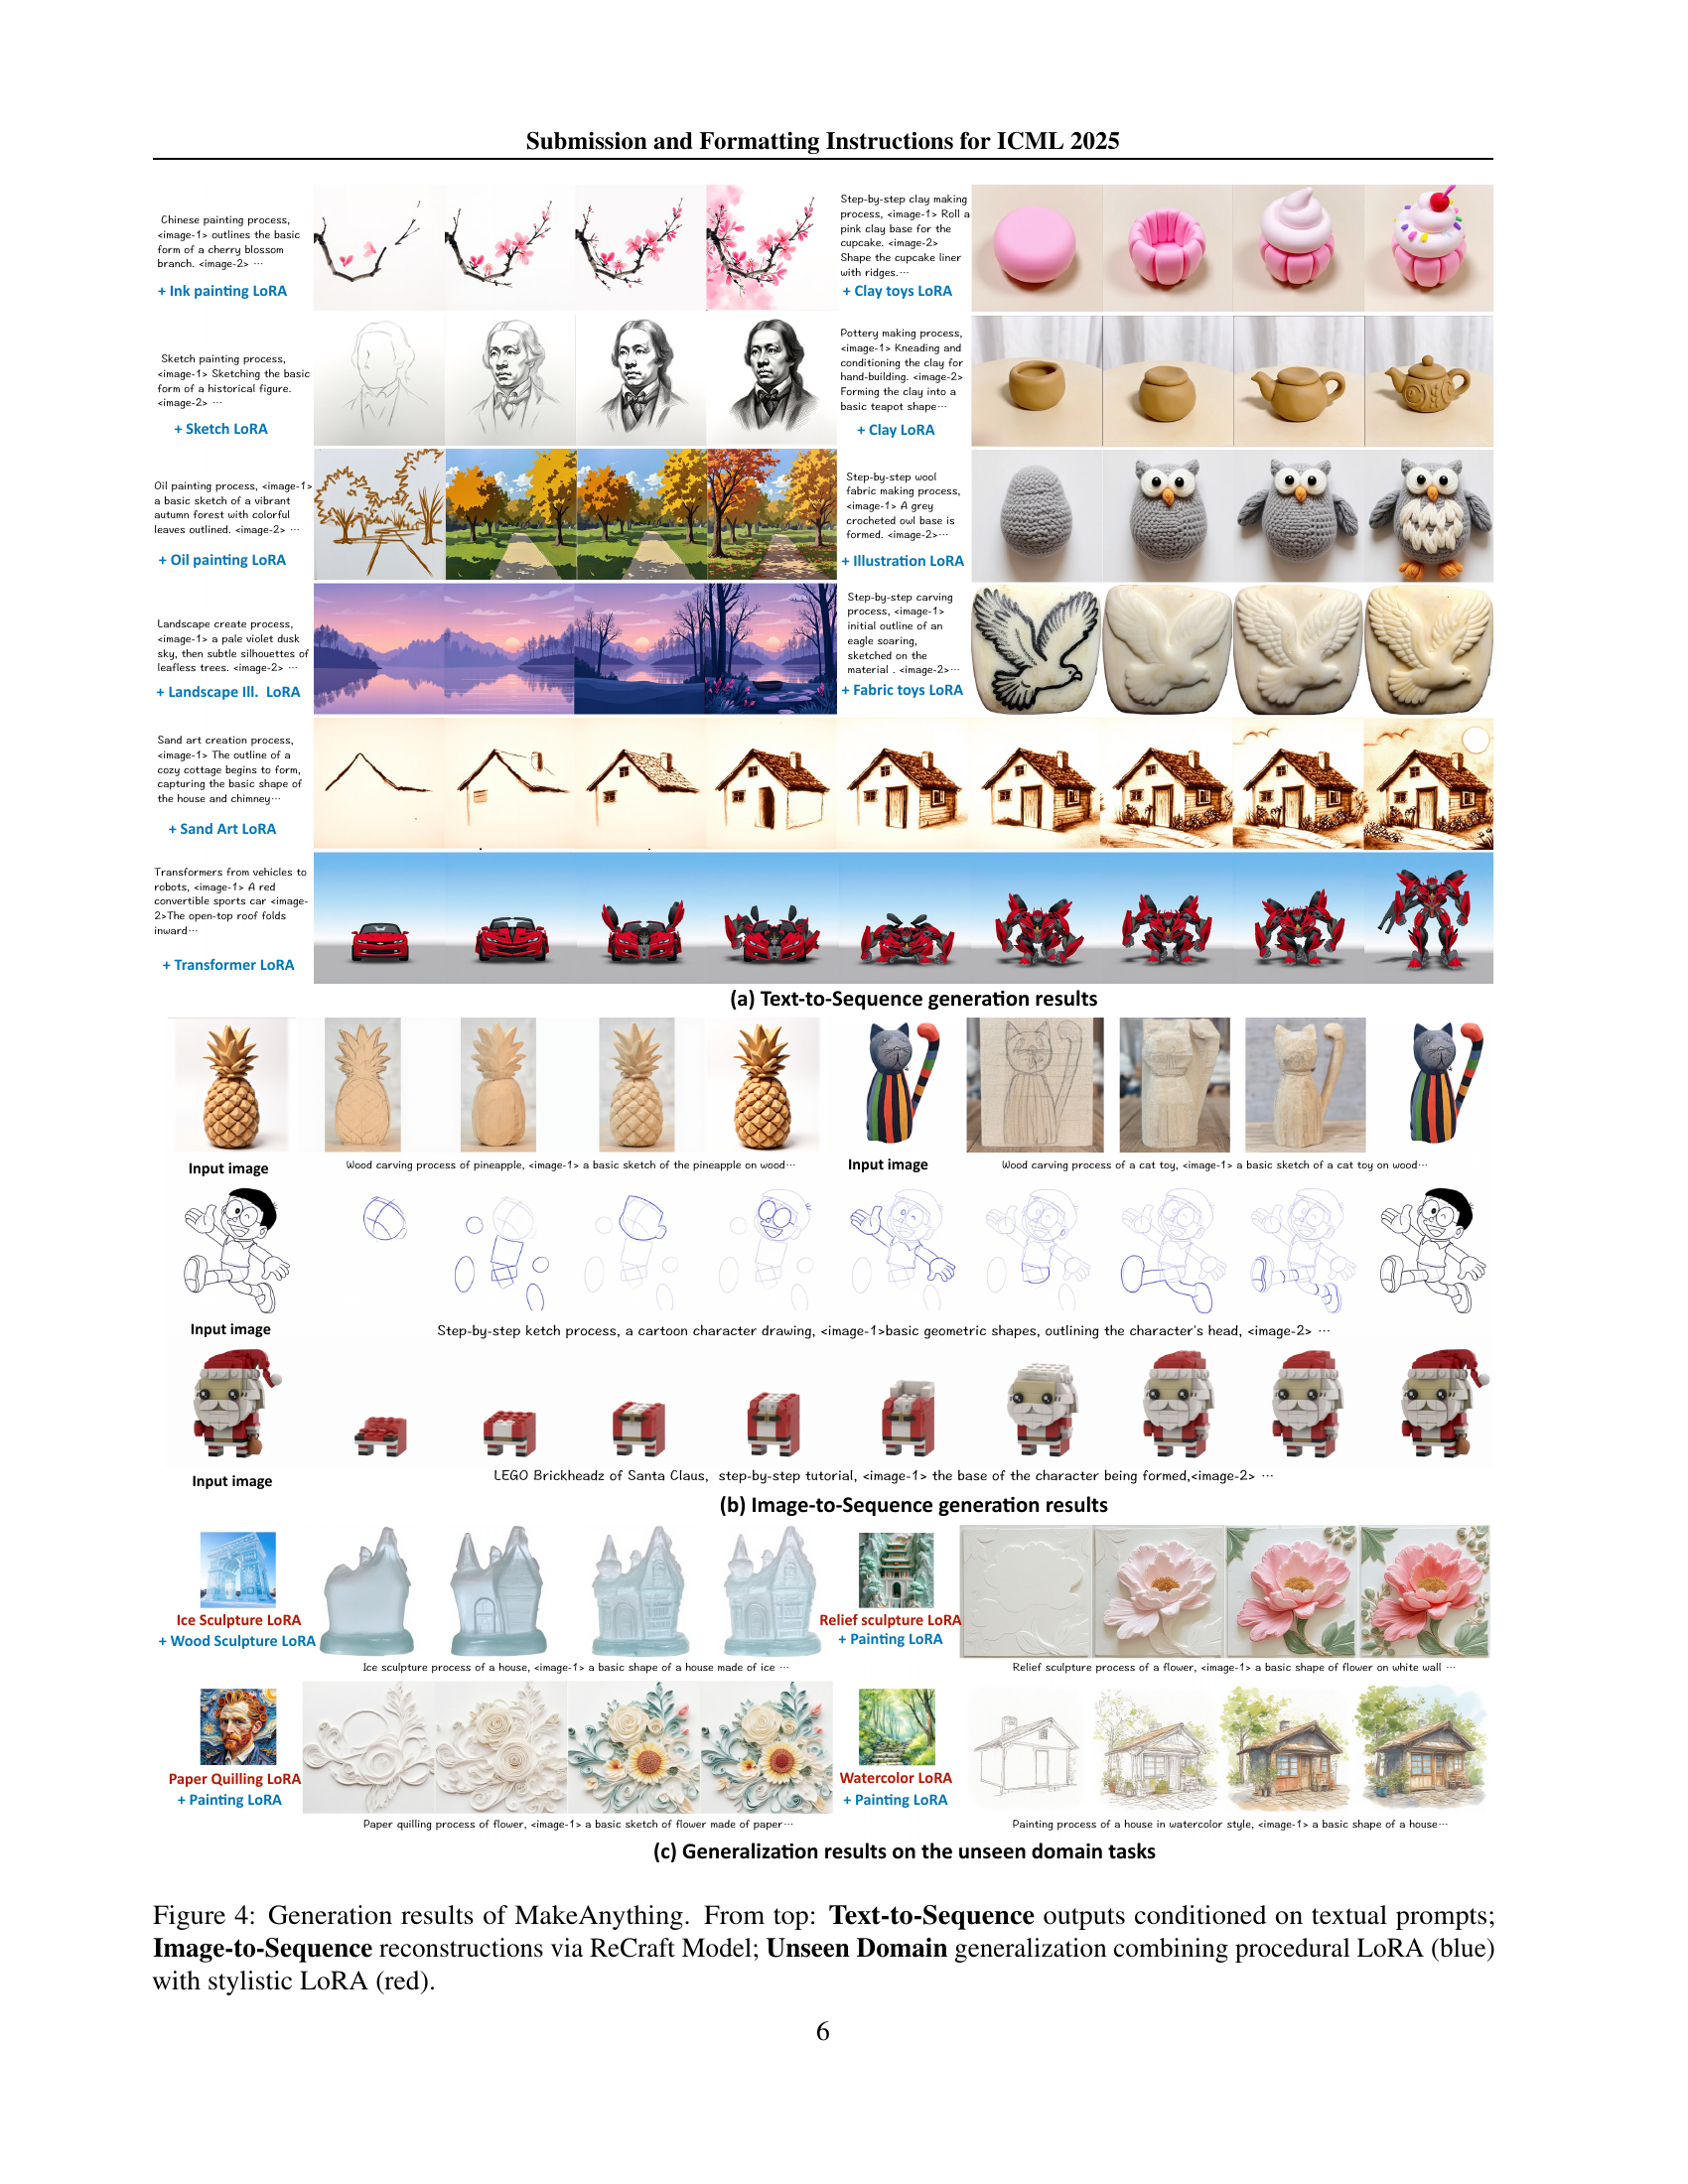 Submission and Formatting Instructions for ICML 2025
Chinese painting process,
<image-1> outlines the basic
form of a cherry blossom
branch. <image-2> ···
+ Ink painting LoRA
Step-by-step clay making
process, <image-1> Roll a
pink clay base for the
cupcake. <image-2>
Shape the cupcake liner
with ridges.···
+ Clay toys LoRA
Sketch painting process,
<image-1> Sketching the basic
form of a historical figure.
<image-2> ···
+ Sketch LoRA
Pottery making process,
<image-1> Kneading and
conditioning the clay for
hand-building. <image-2>
Forming the clay into a
basic teapot shape···
+ Clay LoRA
Oil painting process, <image-1>
a basic sketch of a vibrant
autumn forest with colorful
leaves outlined. <image-2> ···
+ Oil painting LoRA
Step-by-step wool
fabric making process,
<image-1> A grey
crocheted owl base is
formed. <image-2>···
+ Illustration LoRA
Landscape create process,
<image-1> a pale violet dusk
sky, then subtle silhouettes of
leafless trees. <image-2> ···
+ Landscape Ill. LoRA
Step-by-step carving
process, <image-1>
initial outline of an
eagle soaring,
sketched on the
material . <image-2>···
+ Fabric toys LoRA
Sand art creation process,
<image-1> The outline of a
cozy cottage begins to form,
capturing the basic shape of
the house and chimney···
+ Sand Art LoRA
Transformers from vehicles to
robots, <image-1> A red
convertible sports car <image-
2>The open-top roof folds
inward···
+ Transformer LoRA
(a) Text-to-Sequence generation results
Input image
Wood carving process of pineapple, <image-1> a basic sketch of the pineapple on wood···
Input image
Wood carving process of a cat toy, <image-1> a basic sketch of a cat toy on wood···
Input image
Step-by-step ketch process, a cartoon character drawing, <image-1>basic geometric shapes, outlining the character's head, <image-2> ···
Input image
LEGO Brickheadz of Santa Claus, step-by-step tutorial, <image-1> the base of the character being formed,<image-2> ···
(b) Image-to-Sequence generation results
Ice Sculpture LoRA
+ Wood Sculpture LoRA
Ice sculpture process of a house, <image-1> a basic shape of a house made of ice ···
Relief sculpture LoRA
+ Painting LoRA
Relief sculpture process of a flower, <image-1> a basic shape of flower on white wall ···
Paper Quilling LoRA
+ Painting LoRA
Paper quilling process of flower, <image-1> a basic sketch of flower made of paper···
Watercolor LoRA
+ Painting LoRA
Painting process of a house in watercolor style, <image-1> a basic shape of a house···
(c) Generalization results on the unseen domain tasks
Figure 4: Generation results of MakeAnything. From top: Text-to-Sequence outputs conditioned on textual prompts;
Image-to-Sequence reconstructions via ReCraft Model; Unseen Domain generalization combining procedural LoRA (blue)
with stylistic LoRA (red).
6